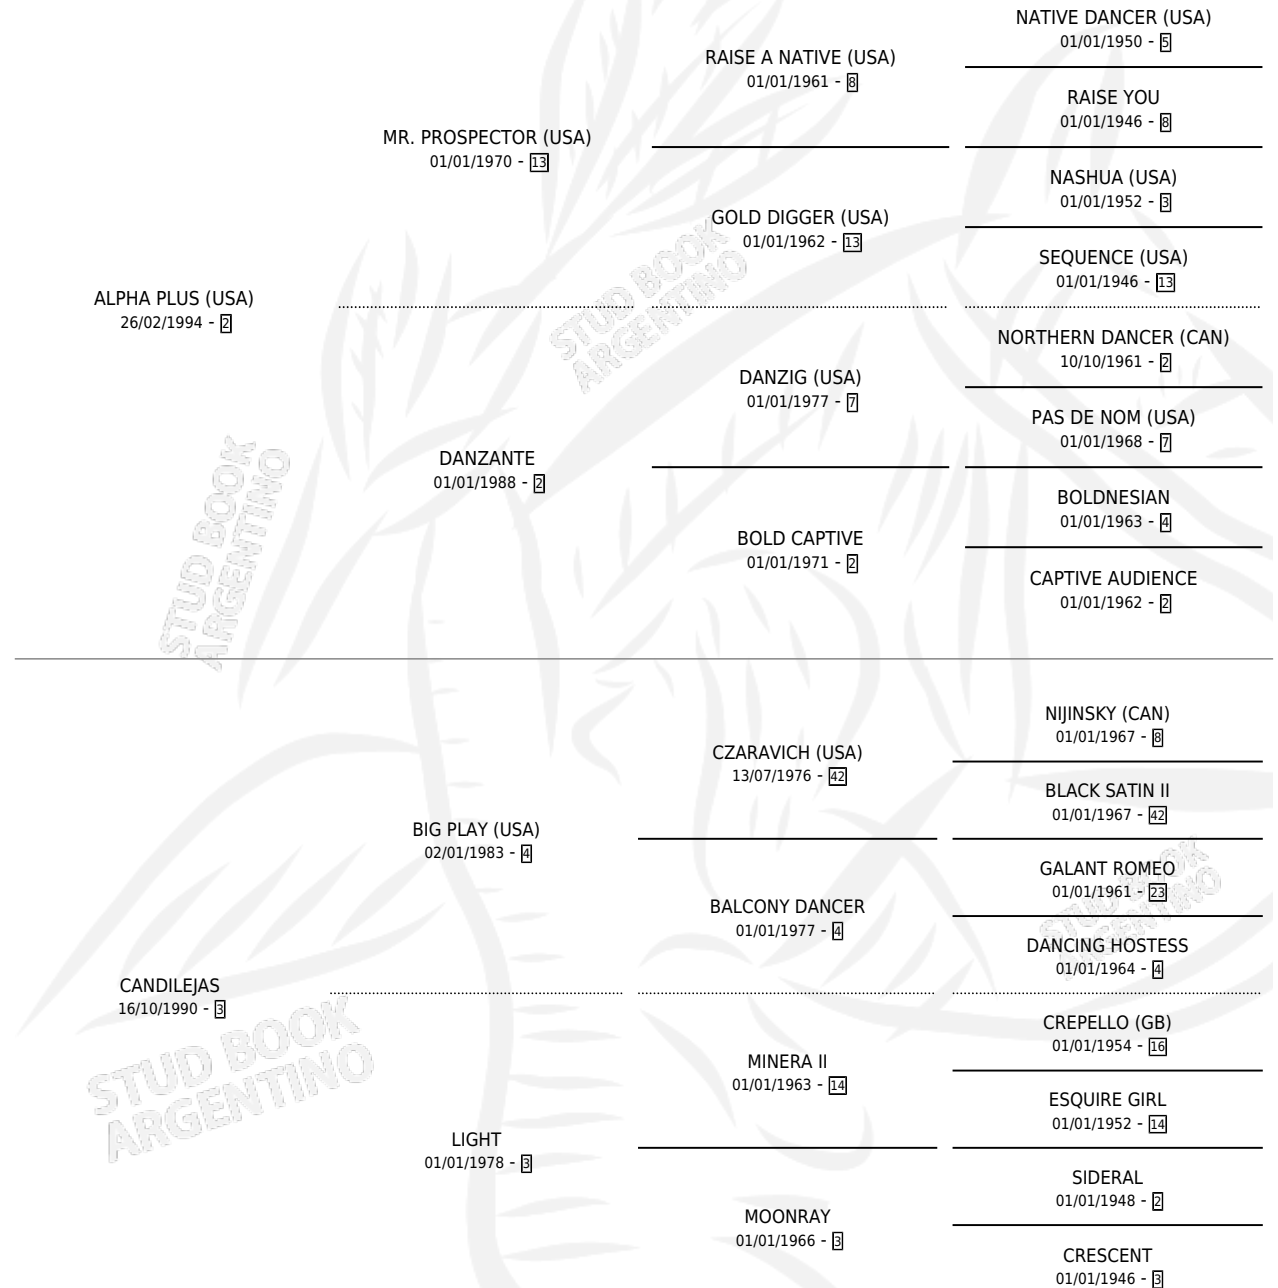 NATIVE DANCER (USA)
01/01/1950 - 5
RAISE A NATIVE (USA)
01/01/1961 - 8
RAISE YOU
01/01/1946 - 8
MR. PROSPECTOR (USA)
01/01/1970 - 13
NASHUA (USA)
01/01/1952 - 3
GOLD DIGGER (USA)
01/01/1962 - 13
SEQUENCE (USA)
01/01/1946 - 13
ALPHA PLUS (USA)
26/02/1994 - 2
STUD BOOK
ARGENTINO
NORTHERN DANCER (CAN)
10/10/1961 - 2
DANZIG (USA)
01/01/1977 - 7
PAS DE NOM (USA)
01/01/1968 - 7
DANZANTE
01/01/1988 - 2
BOLDNESIAN
01/01/1963 - 4
BOLD CAPTIVE
01/01/1971 - 2
CAPTIVE AUDIENCE
01/01/1962 - 2
STUD BOOK
ARGENTINO
NIJINSKY (CAN)
01/01/1967 - 8
CZARAVICH (USA)
13/07/1976 - 42
BLACK SATIN II
01/01/1967 - 42
BIG PLAY (USA)
02/01/1983 - 4
GALANT ROMEO
01/01/1961 - 23
BALCONY DANCER
01/01/1977 - 4
DANCING HOSTESS
01/01/1964 - 4
STUD BOOK
ARGENTINO
CANDILEJAS
16/10/1990 - 3
CREPELLO (GB)
01/01/1954 - 16
MINERA II
01/01/1963 - 14
ESQUIRE GIRL
01/01/1952 - 14
STUD BOOK
ARGENTINO
LIGHT
01/01/1978 - 3
SIDERAL
01/01/1948 - 2
MOONRAY
01/01/1966 - 3
CRESCENT
01/01/1946 - 3